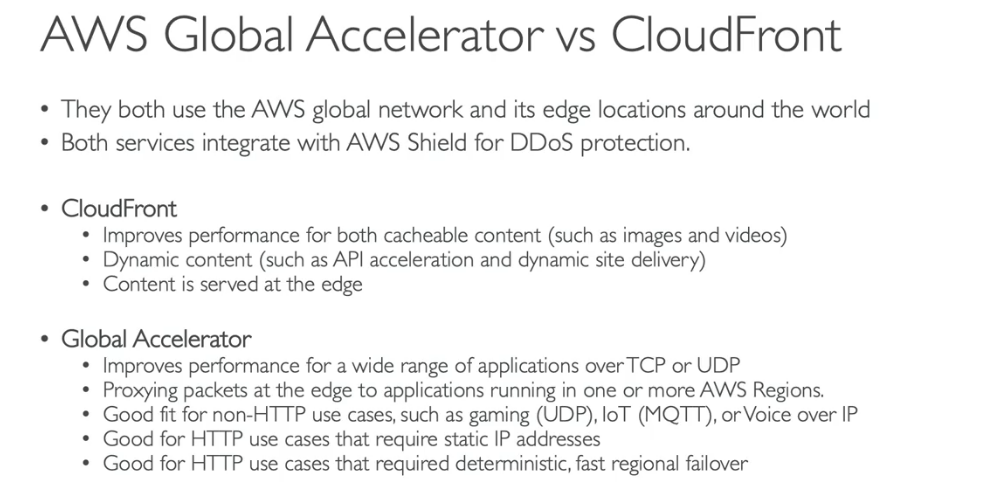 AWS Global Accelerator vs CloudFront
• They both use the AWS global network and its edge locations around the world
• Both services integrate with AWS Shield for DDoS protection.
• CloudFront
• Improves performance for both cacheable content (such as images and videos)
• Dynamic content (such as API acceleration and dynamic site delivery)
• Content is served at the edge
• Global Accelerator
• Improves performance for a wide range of applications over TCP or UDP
• Proxying packets at the edge to applications running in one or more AWS Regions.
• Good fit for non-HTTP use cases, such as gaming (UDP), IoT (MQTT), or Voice over IP
• Good for HTTP use cases that require static IP addresses
• Good for HTTP use cases that required deterministic, fast regional failover